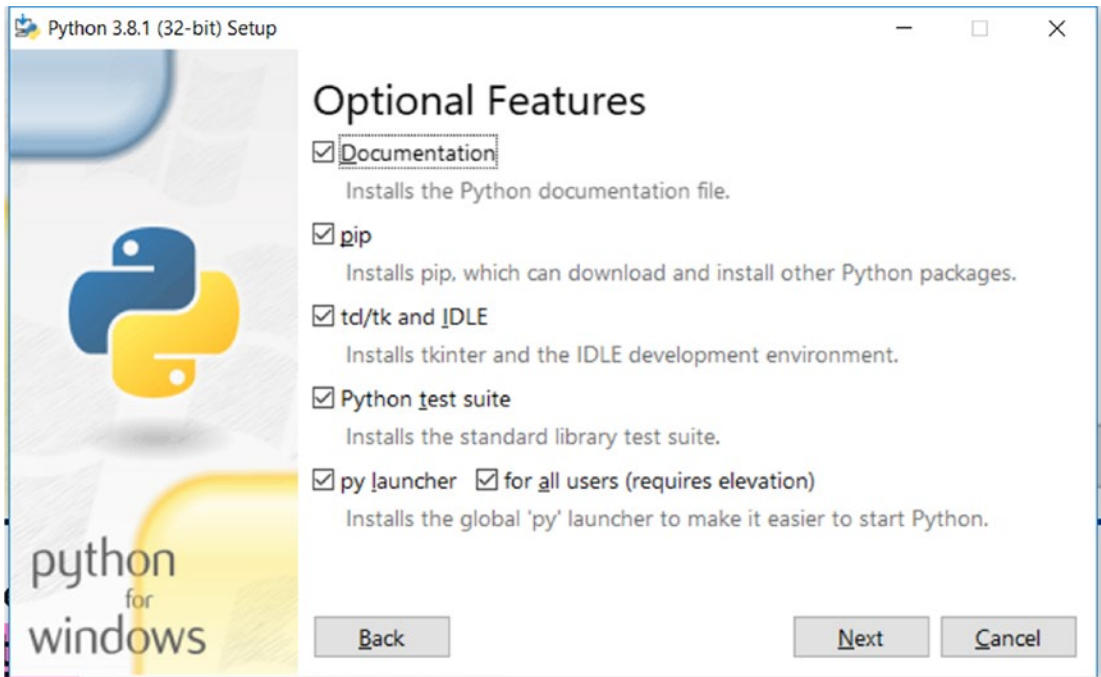 Python 3.8.1 (32-bit) Setup
Optional Features
Documentation
Installs the Python documentation file.
pip
Installs pip, which can download and install other Python packages.
tcl/tk and IDLE
Installs tkinter and the IDLE development environment.
Python test suite
Installs the standard library test suite.
py launcher for all users (requires elevation)
Installs the global 'py' launcher to make it easier to start Python.
python
for
windows
Back Next Cancel